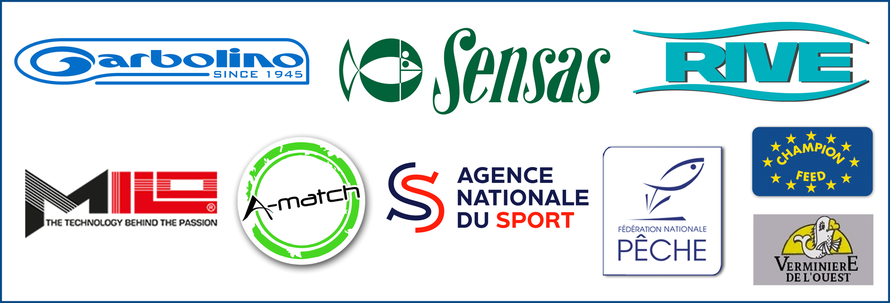 Garbolino
SINCE 1945
Sensas
RIVE
MILO
®
THE TECHNOLOGY BEHIND THE PASSION
A-match
AGENCE
NATIONALE
DU SPORT
FÉDÉRATION NATIONALE
PÊCHE
CHAMPION
FEED
VERMINIERE
DE L'OUEST